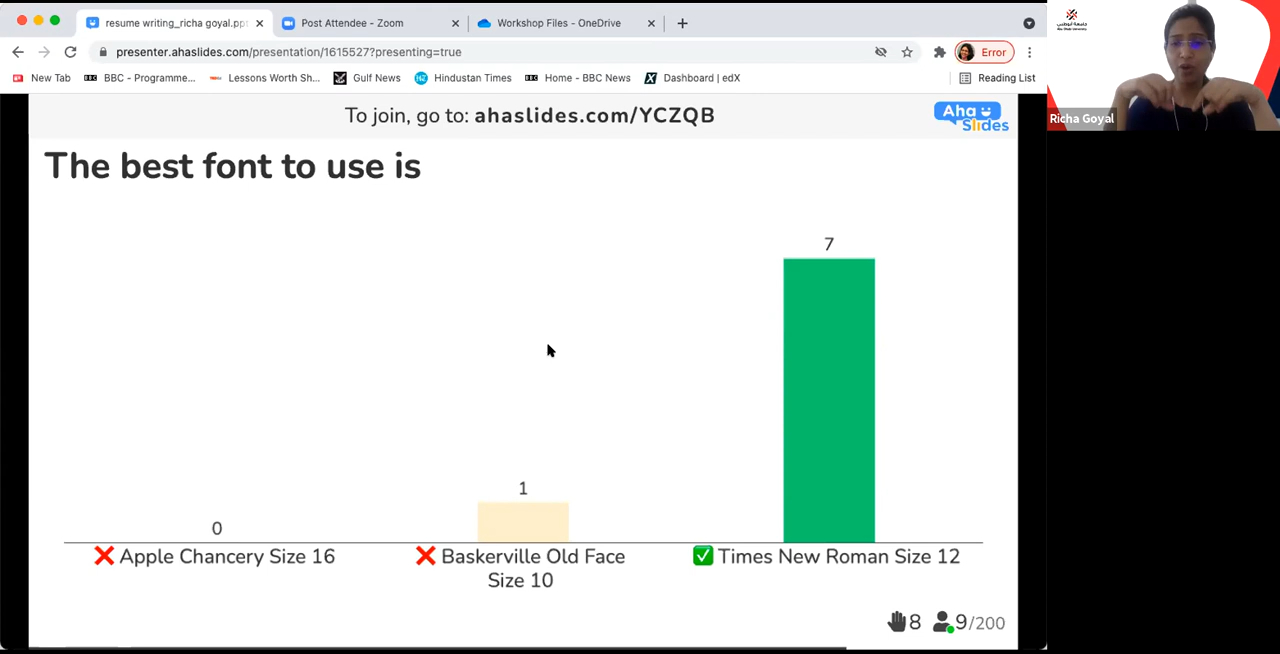 resume writing_richa goyal.ppt
Post Attendee - Zoom
Workshop Files - OneDrive
presenter.ahaslides.com/presentation/1615527?presenting=true
Error
New Tab
BBC - Programme...
Lessons Worth Sh...
Gulf News
Hindustan Times
Home - BBC News
Dashboard | edX
Reading List
To join, go to: ahaslides.com/YCZQB
Aha
Slides
The best font to use is
0
1
7
❌ Apple Chancery Size 16
❌ Baskerville Old Face
Size 10
✅ Times New Roman Size 12
8
9/200
Richa Goyal